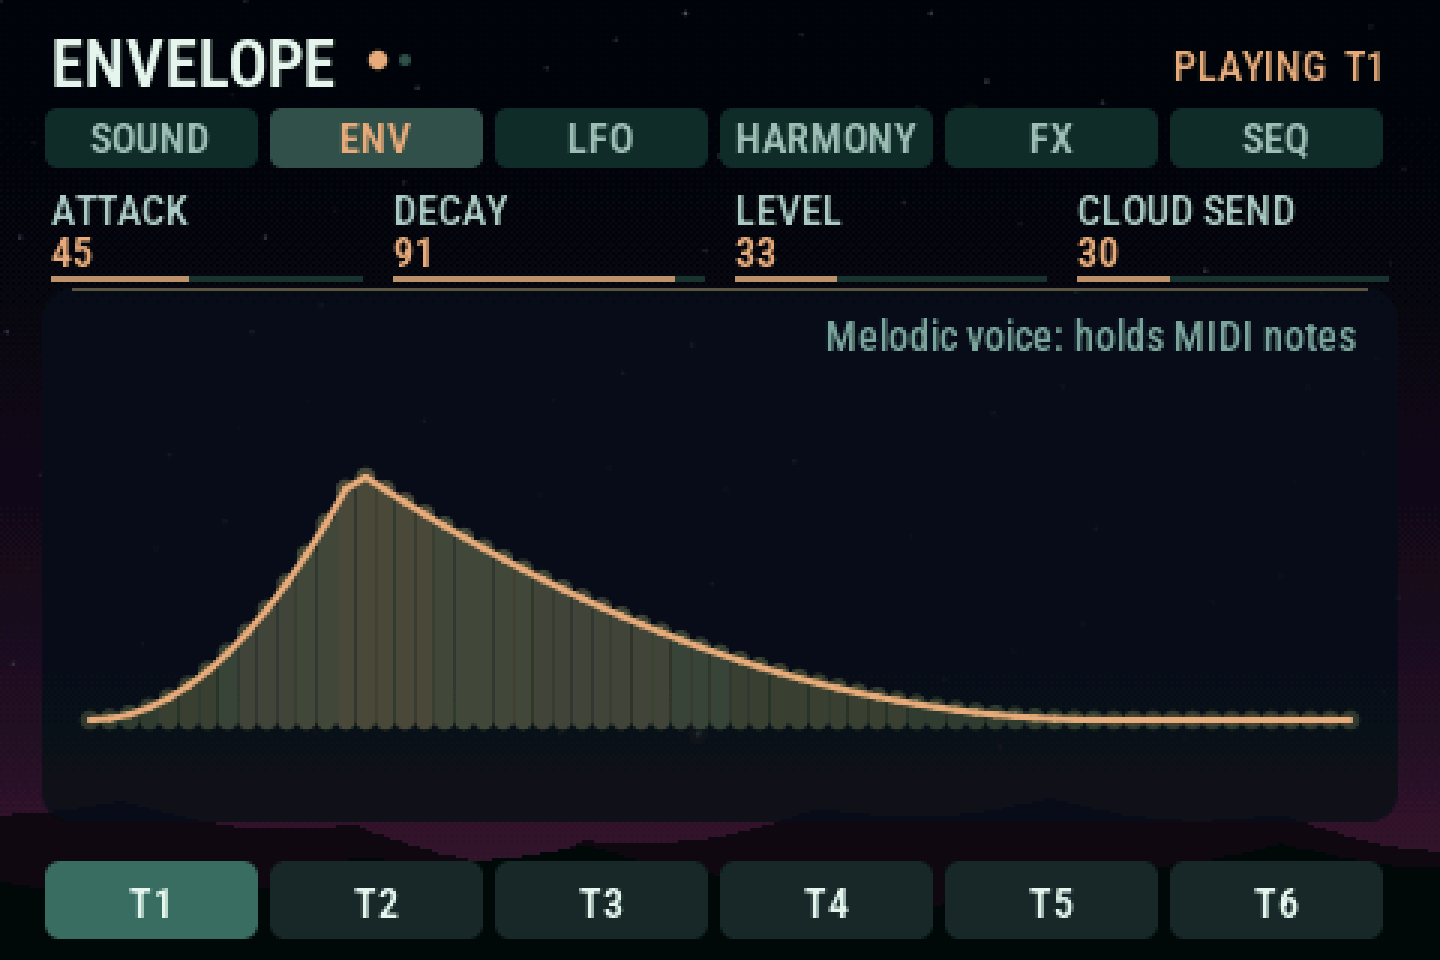 ENVELOPE
PLAYING T1
SOUND ENV LFO HARMONY FX SEQ
ATTACK DECAY LEVEL CLOUD SEND
45 91 33 30
Melodic voice: holds MIDI notes
T1 T2 T3 T4 T5 T6